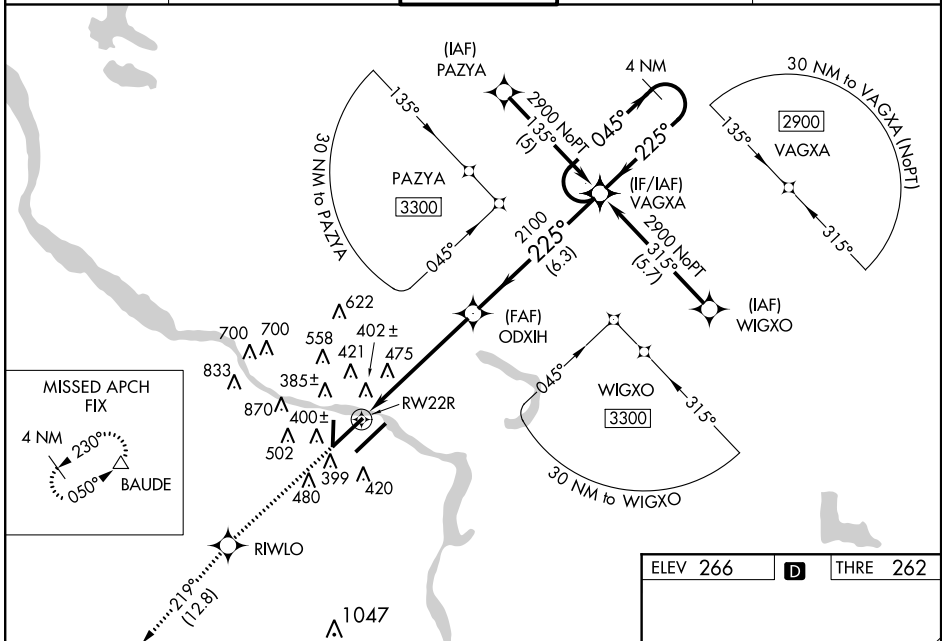 (IAF)
PAZYA
4 NM
30 NM to VAGXA (NoPT)
2900 NoPT
135°
(5)
045°
225°
135°
2900
VAGXA
315°
135°
30 NM to PAZYA
PAZYA
3300
045°
(IF/IAF)
VAGXA
2100
225°
(6.3)
2900 NoPT
315°
(5.7)
(IAF)
WIGXO
(FAF)
ODXIH
622
700
700
558
402±
421
475
833
385±
870
400±
502
RW22R
399
480
420
045°
WIGXO
3300
315°
30 NM to WIGXO
MISSED APCH
FIX
4 NM
230°
050°
BAUDE
RIWLO
219°
(12.8)
1047
ELEV 266
D
THRE 262